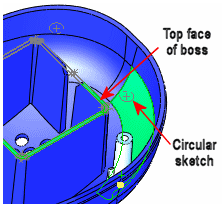 Top face
of boss
Circular
sketch